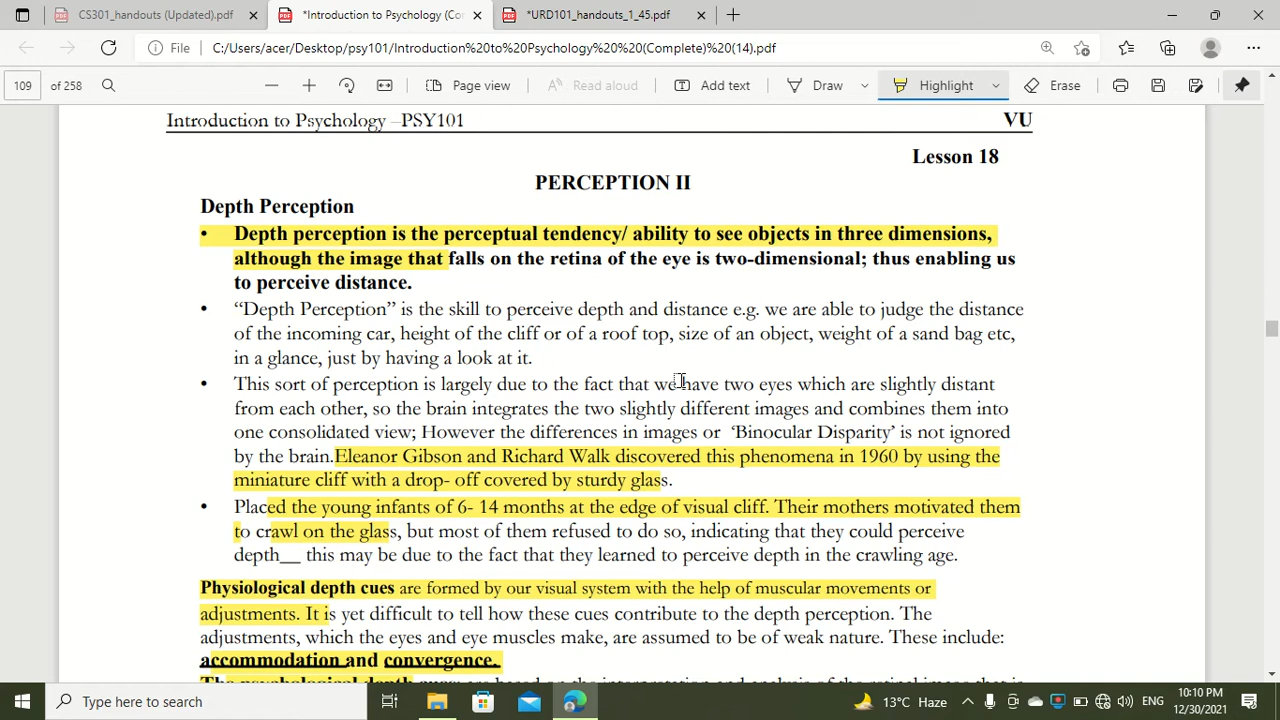 CS301_handouts (Updated).pdf
*Introduction to Psychology (Co
*URD101_handouts_1_45.pdf
File
C:/Users/acer/Desktop/psy101/Introduction%20to%20Psychology%20%20(Complete)%20(14).pdf
109 of 258
Page view
Read aloud
Add text
Draw
Highlight
Erase
Introduction to Psychology –PSY101 VU
Lesson 18
PERCEPTION II
Depth Perception
• Depth perception is the perceptual tendency/ ability to see objects in three dimensions,
although the image that falls on the retina of the eye is two-dimensional; thus enabling us
to perceive distance.
• “Depth Perception” is the skill to perceive depth and distance e.g. we are able to judge the distance
of the incoming car, height of the cliff or of a roof top, size of an object, weight of a sand bag etc,
in a glance, just by having a look at it.
• This sort of perception is largely due to the fact that we have two eyes which are slightly distant
from each other, so the brain integrates the two slightly different images and combines them into
one consolidated view; However the differences in images or ‘Binocular Disparity’ is not ignored
by the brain.Eleanor Gibson and Richard Walk discovered this phenomena in 1960 by using the
miniature cliff with a drop- off covered by sturdy glass.
• Placed the young infants of 6- 14 months at the edge of visual cliff. Their mothers motivated them
to crawl on the glass, but most of them refused to do so, indicating that they could perceive
depth__ this may be due to the fact that they learned to perceive depth in the crawling age.
Physiological depth cues are formed by our visual system with the help of muscular movements or
adjustments. It is yet difficult to tell how these cues contribute to the depth perception. The
adjustments, which the eyes and eye muscles make, are assumed to be of weak nature. These include:
accommodation and convergence.
Type here to search
13°C Haze
ENG
10:10 PM
12/30/2021